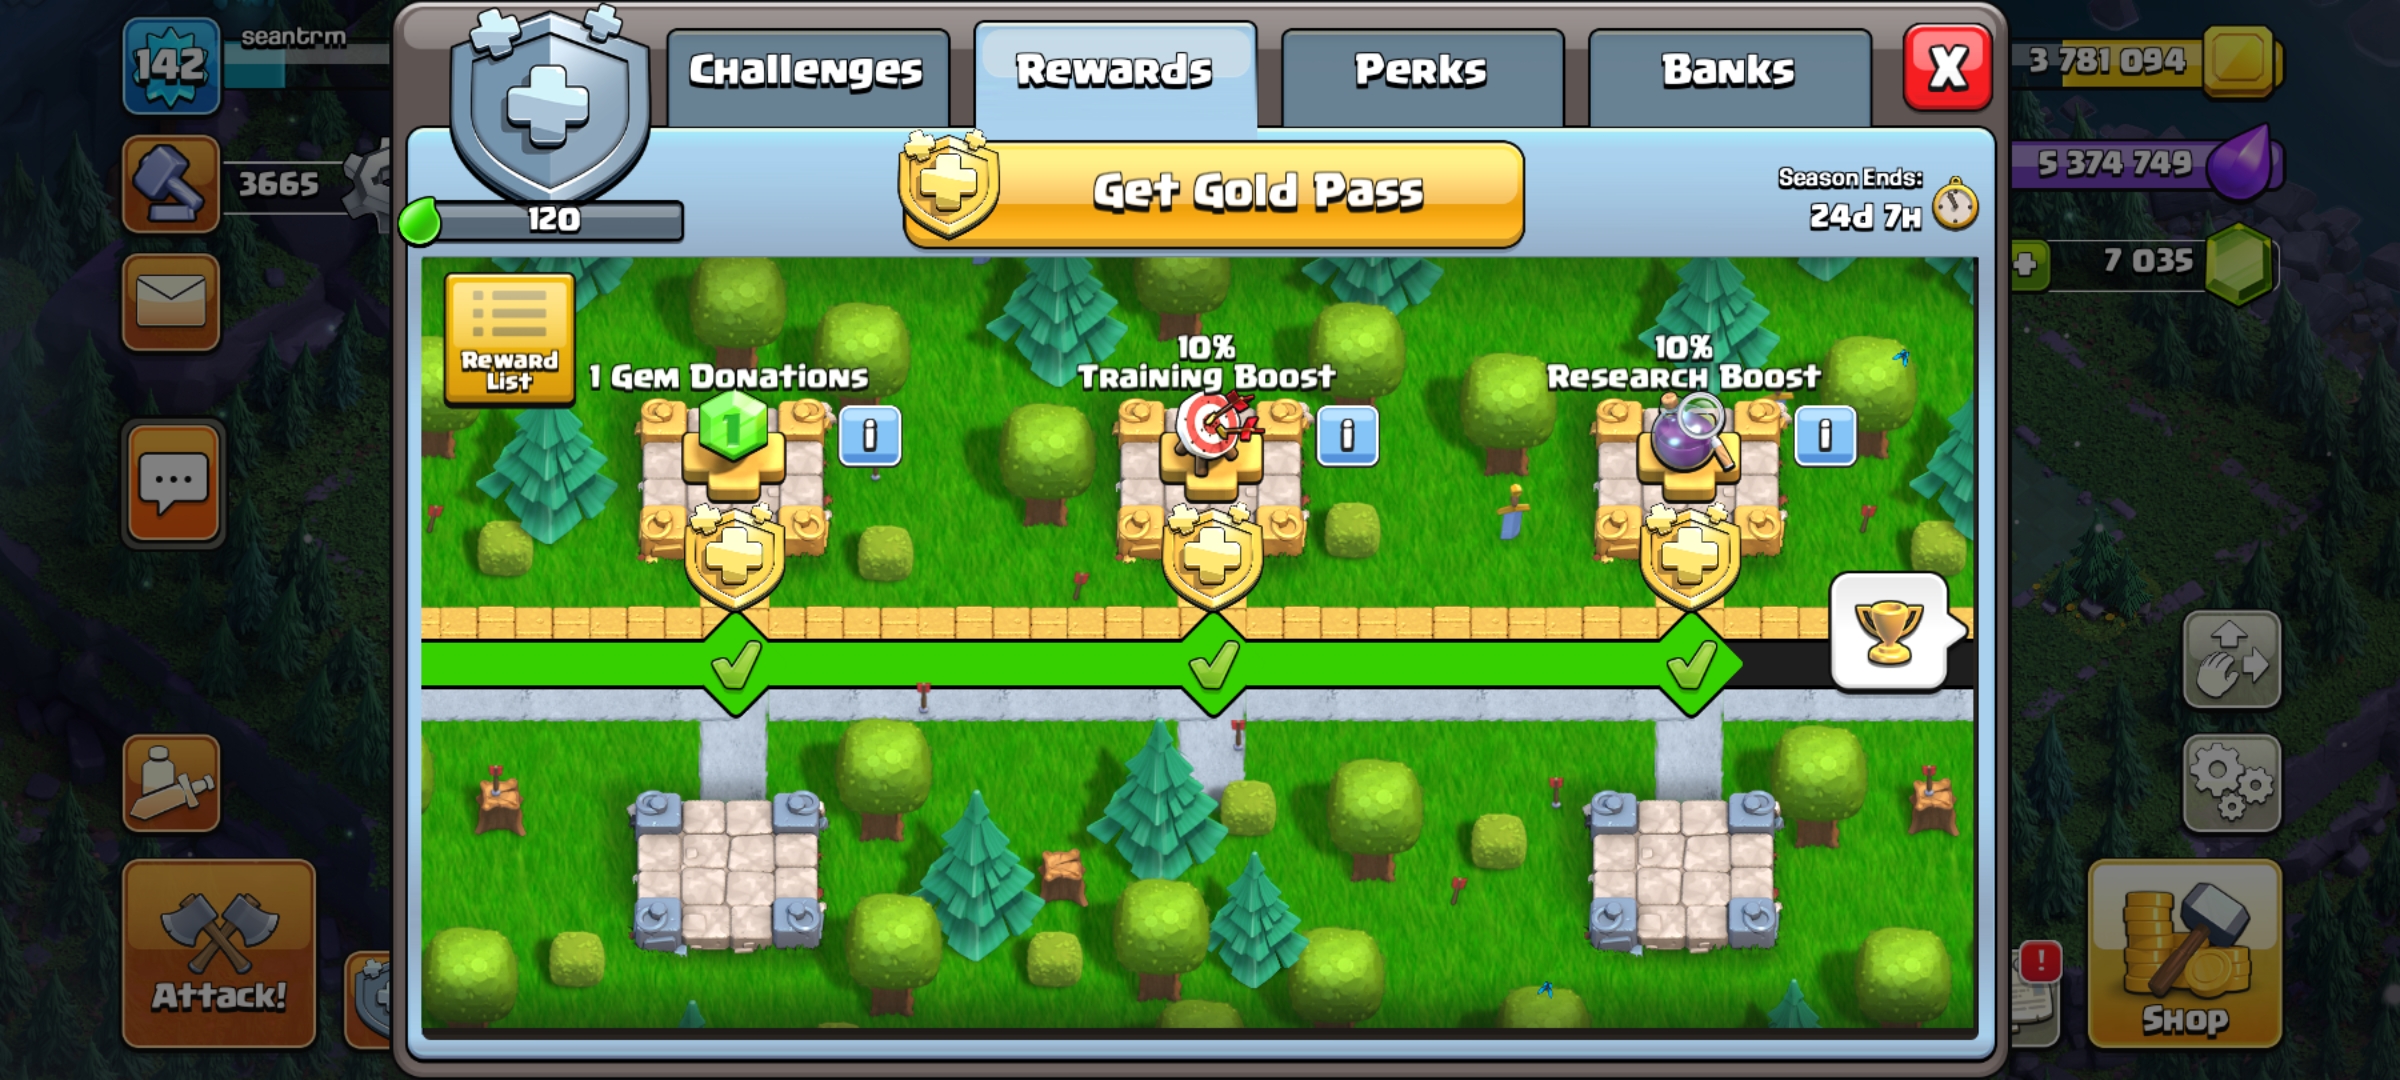 142
seantrm
Challenges
Rewards
Perks
Banks
X
3 781 094
3665
Get Gold Pass
Season Ends:
24d 7h
5 374 749
120
7 035
Reward
List
1 Gem Donations
10%
Training Boost
10%
Research Boost
1
i
i
i
Attack!
!
Shop